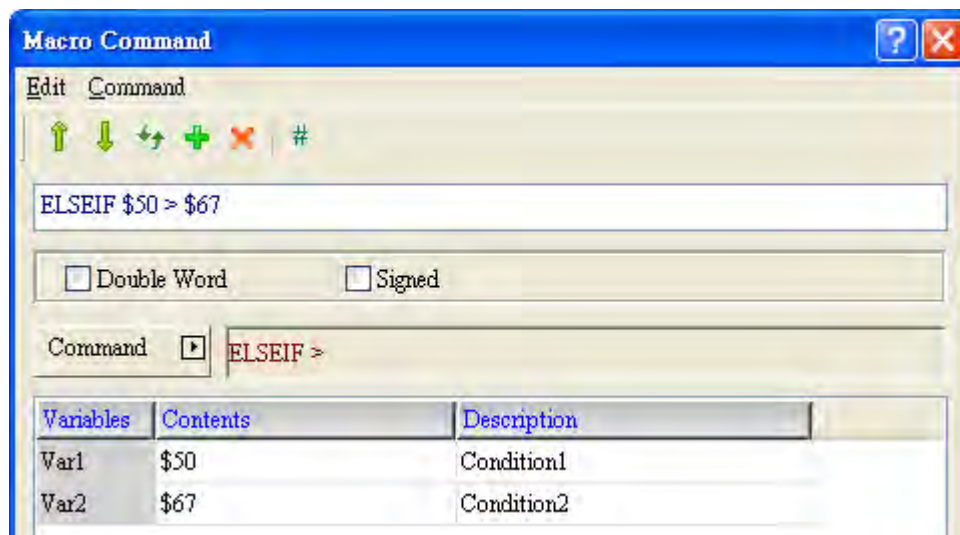 Macro Command
Edit Command
#
ELSEIF $50 > $67
Double Word Signed
Command ELSEIF >
Variables Contents Description
Var1 $50 Condition1
Var2 $67 Condition2